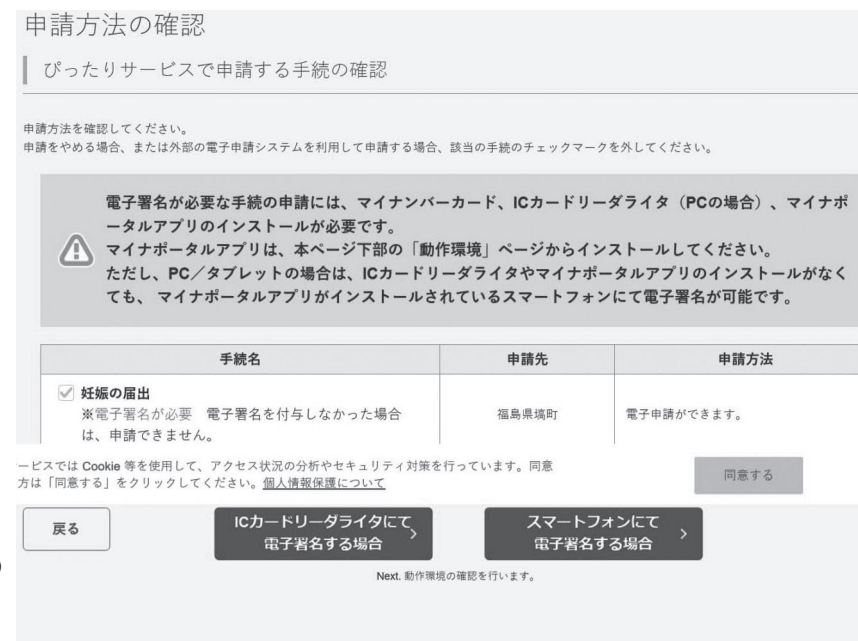 申請方法の確認
ぴったりサービスで申請する手続の確認
申請方法を確認してください。
申請をやめる場合、または外部の電子申請システムを利用して申請する場合、該当の手続のチェックマークを外してください。
電子署名が必要な手続の申請には、マイナンバーカード、ICカードリーダライタ（PCの場合）、マイナポ
ータルアプリのインストールが必要です。
マイナポータルアプリは、本ページ下部の「動作環境」ページからインストールしてください。
ただし、PC／タブレットの場合は、ICカードリーダライタやマイナポータルアプリのインストールがなく
ても、 マイナポータルアプリがインストールされているスマートフォンにて電子署名が可能です。
手続名 申請先 申請方法
妊娠の届出
※電子署名が必要 電子署名を付与しなかった場合
は、申請できません。
福島県塙町 電子申請ができます。
ービスでは Cookie 等を使用して、アクセス状況の分析やセキュリティ対策を行っています。同意
方は「同意する」をクリックしてください。個人情報保護について
同意する
戻る
ICカードリーダライタにて
電子署名する場合
スマートフォンにて
電子署名する場合
Next. 動作環境の確認を行います。